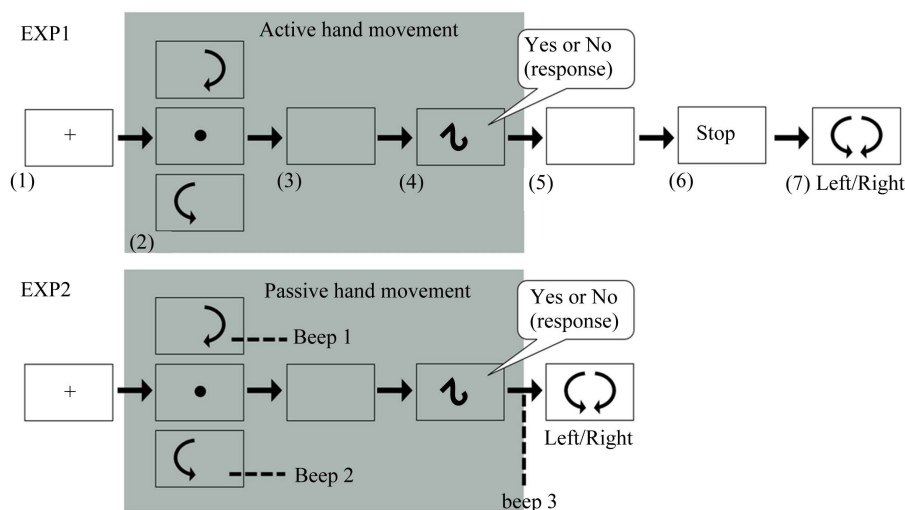 EXP1
Active hand movement
Yes or No
(response)
+
Stop
(1)
(2)
(3)
(4)
(5)
(6)
(7) Left/Right
EXP2
Passive hand movement
Yes or No
(response)
Beep 1
+
Left/Right
Beep 2
beep 3